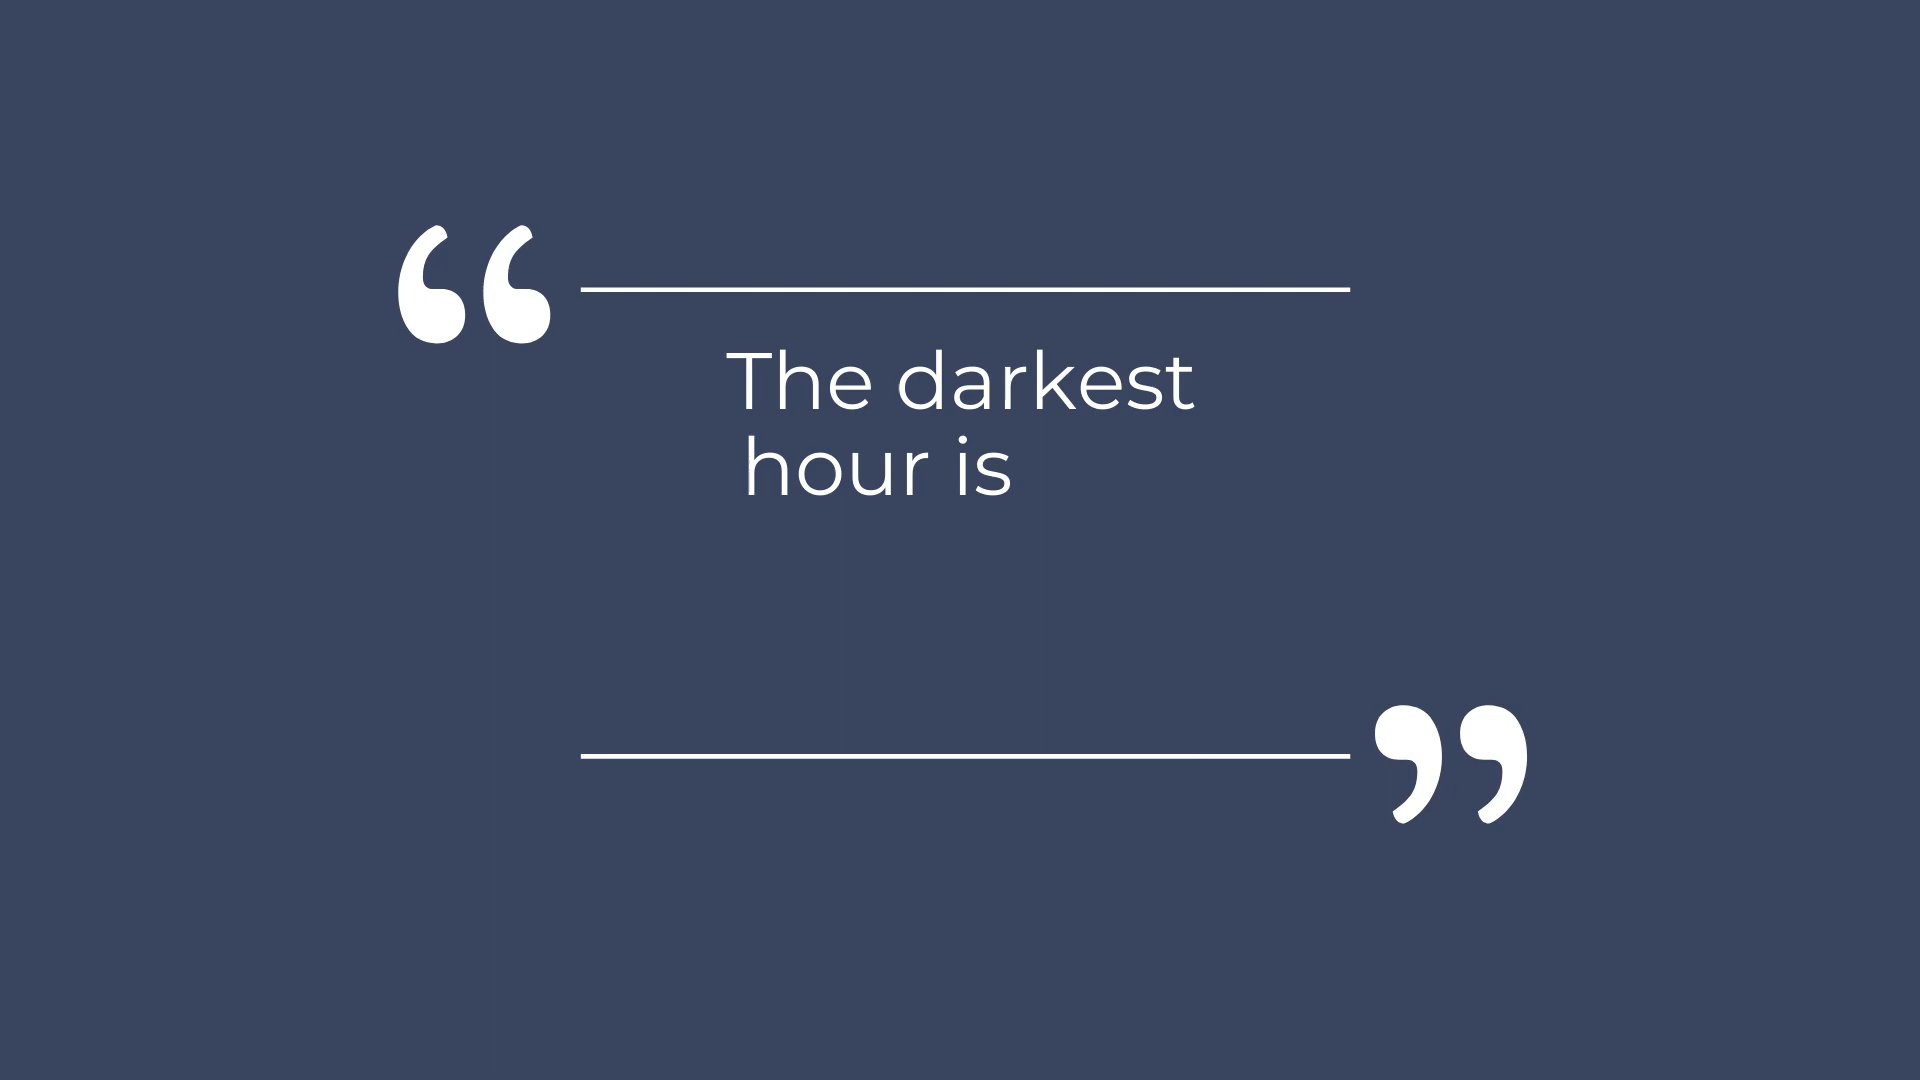 “
The darkest
hour is
”